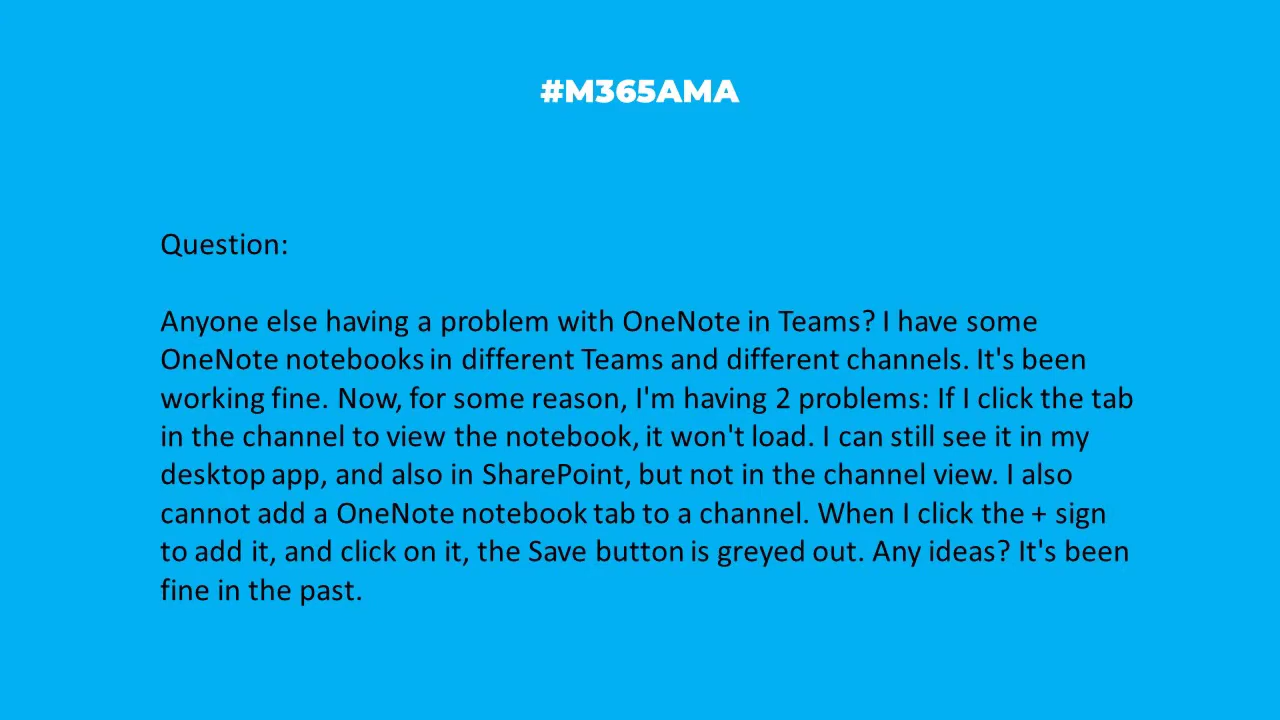 #M365AMA
Question:
Anyone else having a problem with OneNote in Teams? I have some
OneNote notebooks in different Teams and different channels. It's been
working fine. Now, for some reason, I'm having 2 problems: If I click the tab
in the channel to view the notebook, it won't load. I can still see it in my
desktop app, and also in SharePoint, but not in the channel view. I also
cannot add a OneNote notebook tab to a channel. When I click the + sign
to add it, and click on it, the Save button is greyed out. Any ideas? It's been
fine in the past.